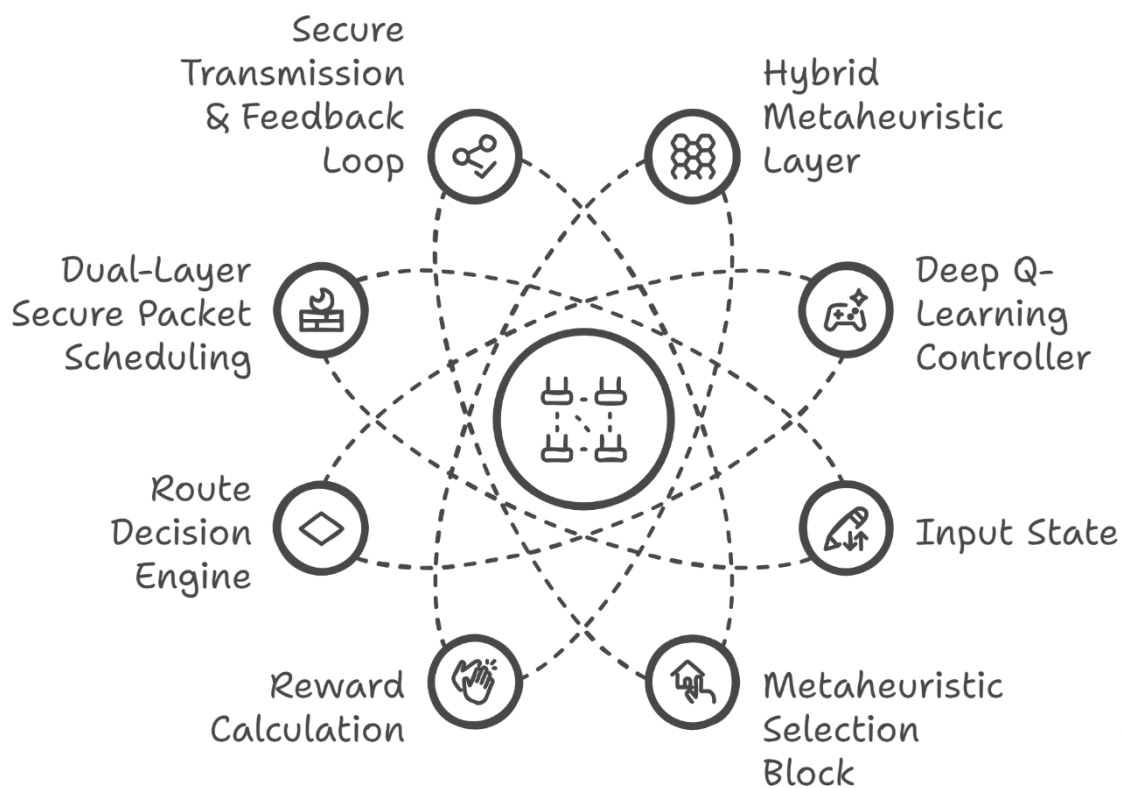 Secure
Transmission
& Feedback
Loop
Hybrid
Metaheuristic
Layer
Dual-Layer
Secure Packet
Scheduling
Deep Q-
Learning
Controller
Route
Decision
Engine
Input State
Reward
Calculation
Metaheuristic
Selection
Block